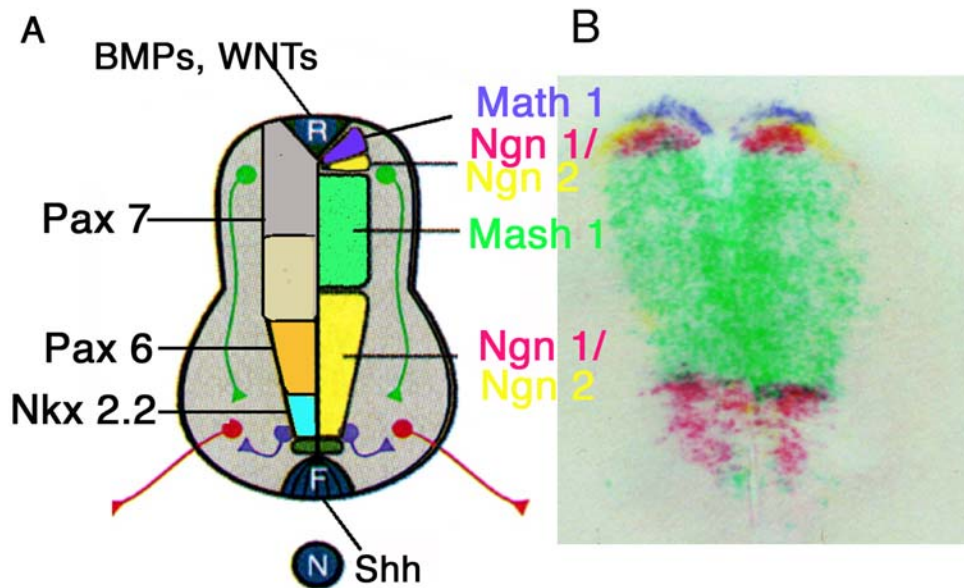 A
B
BMPs, WNTs
R
Math 1
Ngn 1/
Ngn 2
Pax 7
Mash 1
Pax 6
Ngn 1/
Ngn 2
Nkx 2.2
F
N
Shh